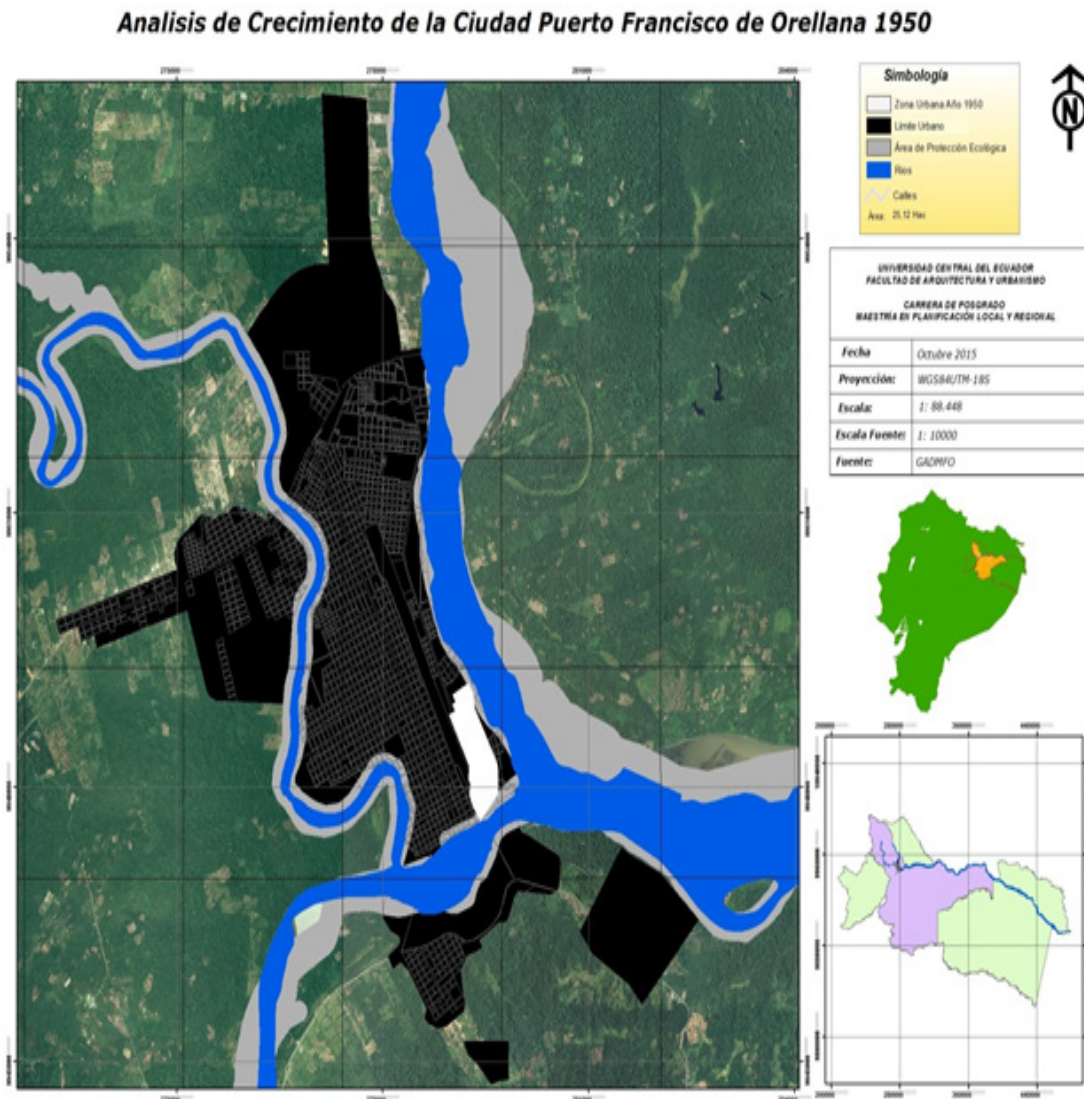 Analisis de Crecimiento de la Ciudad Puerto Francisco de Orellana 1950
Simbología
Zona Urbana Año 1950
Límite Urbano
Área de Protección Ecológica
Rios
Calles
Área: 25,12 Has
N
UNIVERSIDAD CENTRAL DEL ECUADOR
FACULTAD DE ARQUITECTURA Y URBANISMO
CARRERA DE POSGRADO
MAESTRÍA EN PLANIFICACIÓN LOCAL Y REGIONAL
Fecha Octubre 2015
Proyección: WGS84UTM-18S
Escala: 1: 88.448
Escala Fuente: 1: 10000
Fuente: GADMFO